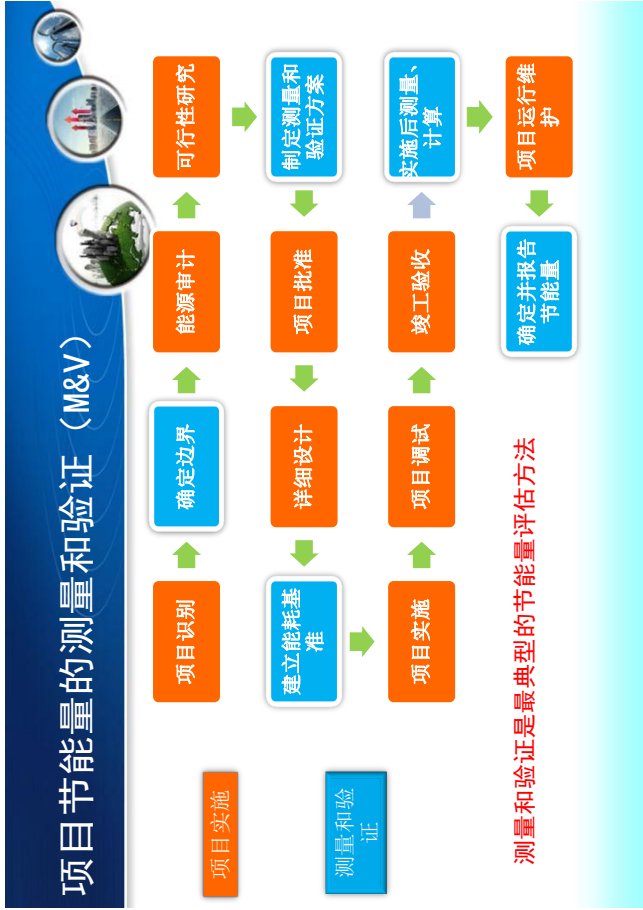 项目节能量的测量和验证（M&V）
项目实施
测量和验
证
项目识别
确定边界
能源审计
可行性研究
制定测量和
验证方案
项目批准
详细设计
建立能耗基
准
项目实施
项目调试
竣工验收
实施后测量、
计算
项目运行维
护
确定并报告
节能量
测量和验证是最典型的节能量评估方法